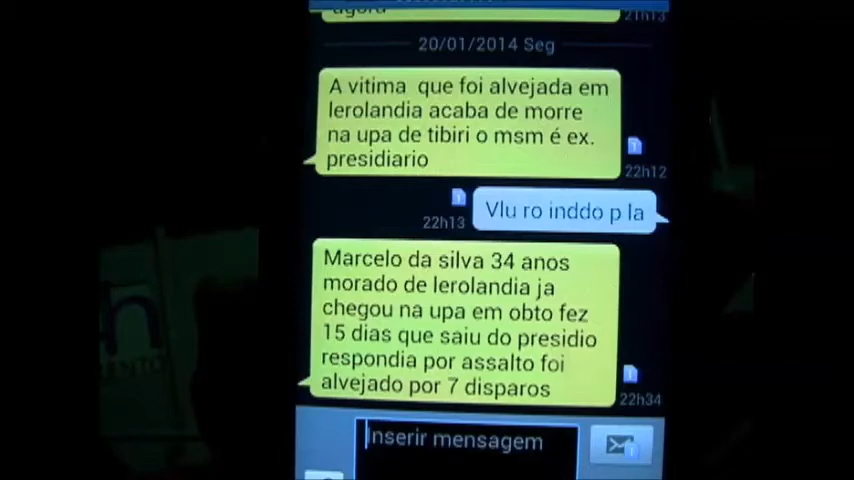 agora
21h13
20/01/2014 Seg
A vitima que foi alvejada em
lerolandia acaba de morre
na upa de tibiri o msm é ex.
presidiario
22h12
Vlu ro inddo p la
22h13
Marcelo da silva 34 anos
morado de lerolandia ja
chegou na upa em obto fez
15 dias que saiu do presidio
respondia por assalto foi
alvejado por 7 disparos
22h34
Inserir mensagem